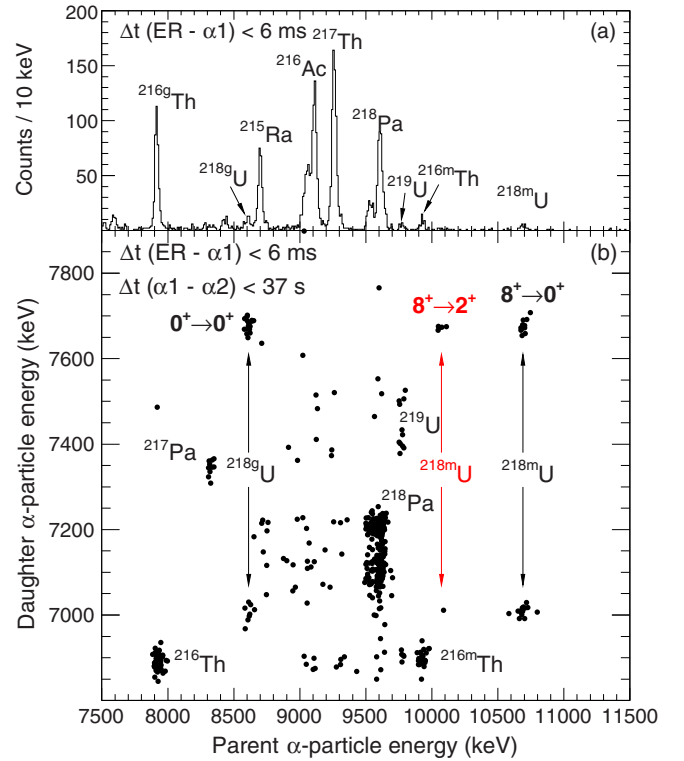 Δt (ER - α1) < 6 ms
(a)
²¹⁷Th
²¹⁶Ac
²¹⁶ᵍTh
²¹⁸Pa
²¹⁵Ra
²¹⁸ᵍU
²¹⁹U
²¹⁶ᵐTh
²¹⁸ᵐU
200
150
100
50
Counts / 10 keV
Δt (ER - α1) < 6 ms
(b)
Δt (α1 - α2) < 37 s
0⁺→0⁺
8⁺→2⁺
8⁺→0⁺
²¹⁹U
²¹⁷Pa
²¹⁸ᵍU
²¹⁸ᵐU
²¹⁸ᵐU
²¹⁸Pa
²¹⁶Th
²¹⁶ᵐTh
7800
7600
7400
7200
7000
Daughter α-particle energy (keV)
7500 8000 8500 9000 9500 10000 10500 11000 11500
Parent α-particle energy (keV)